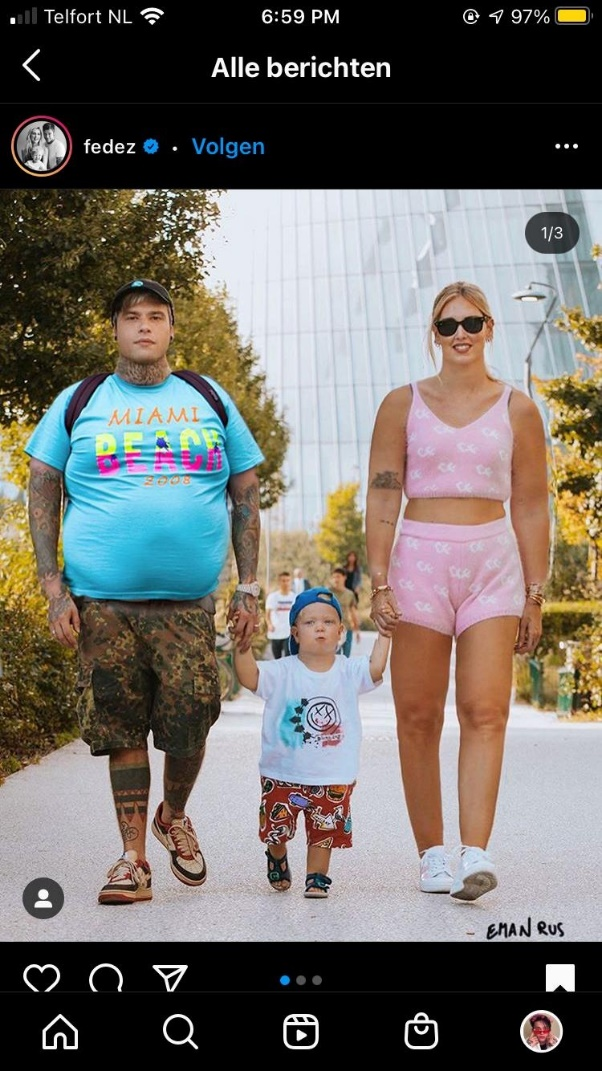 Telfort NL 6:59 PM 97%
Alle berichten
fedez • Volgen
1/3
MIAMI
BEACH
2008
EMAN RUS